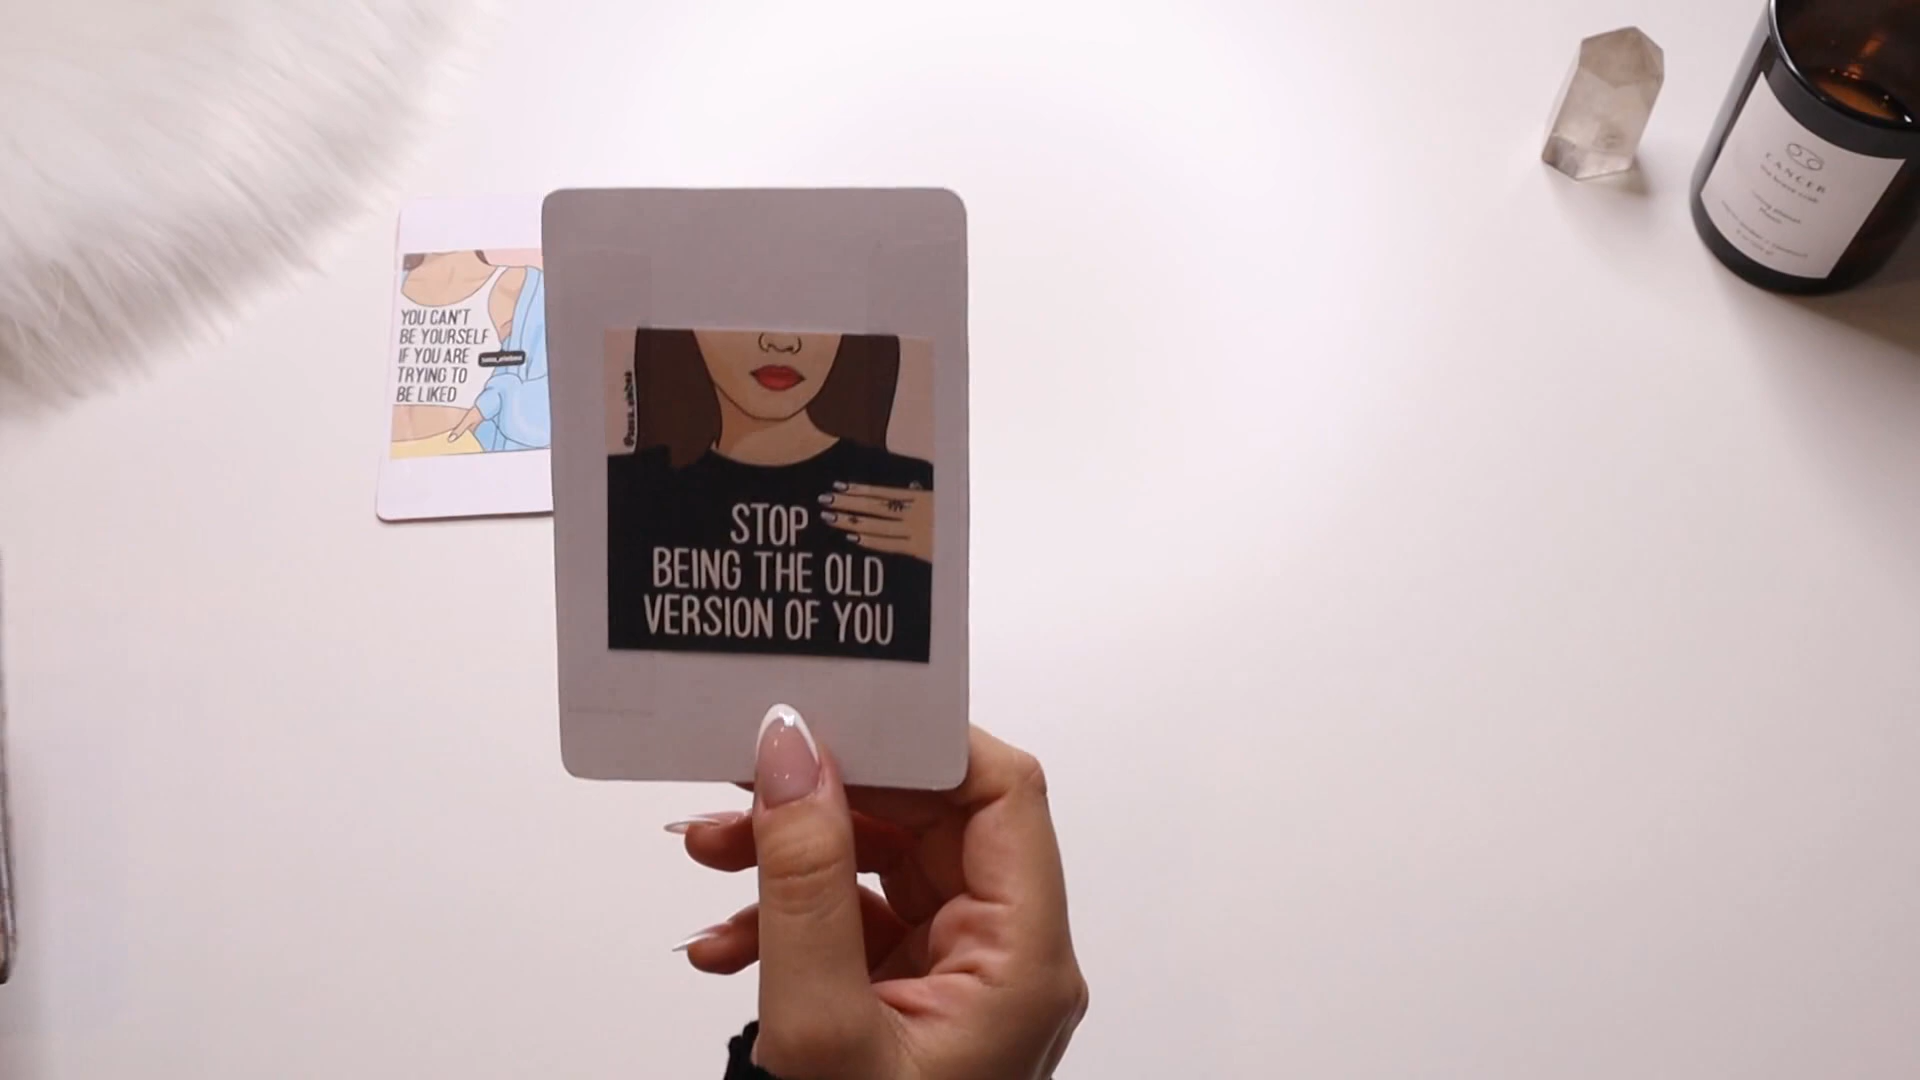 YOU CAN'T
BE YOURSELF
IF YOU ARE
TRYING TO
BE LIKED
STOP
BEING THE OLD
VERSION OF YOU
CANCER